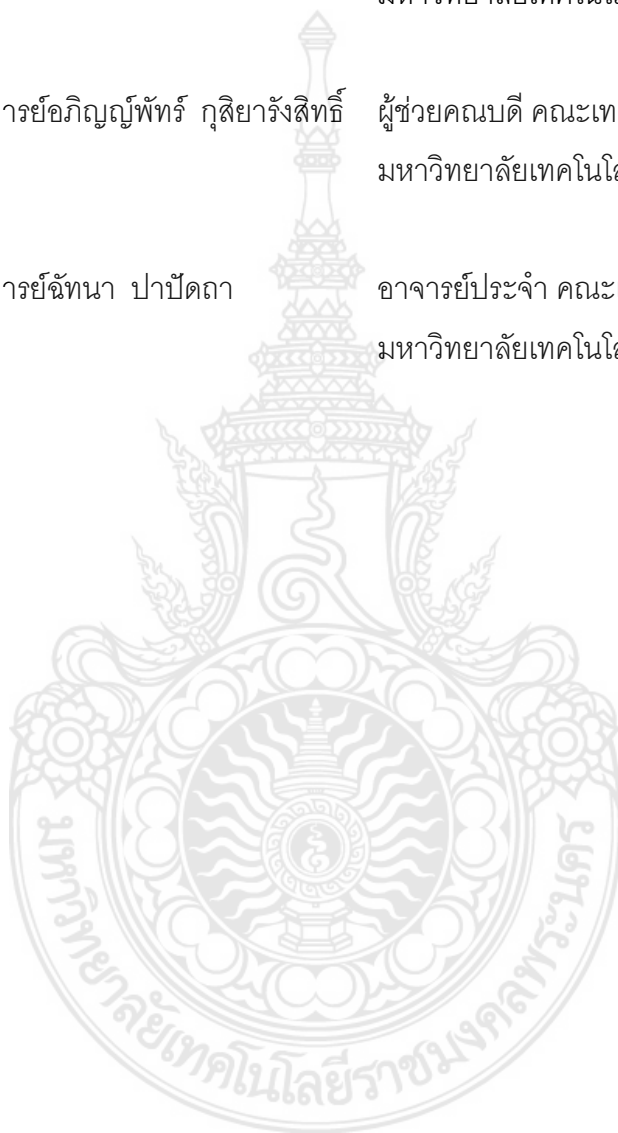 มหาวิทยาลัยเทคโนโล
ารย์อภิญญ์พัทร์ กุสิยารังสิทธิ์ ผู้ช่วยคณบดี คณะเท
มหาวิทยาลัยเทคโนโล
ารย์ฉัทนา ปาปัดถา อาจารย์ประจำ คณะเ
มหาวิทยาลัยเทคโนโล
มหาวิทยาลัยเทคโนโลยีราชมงคลพระนคร